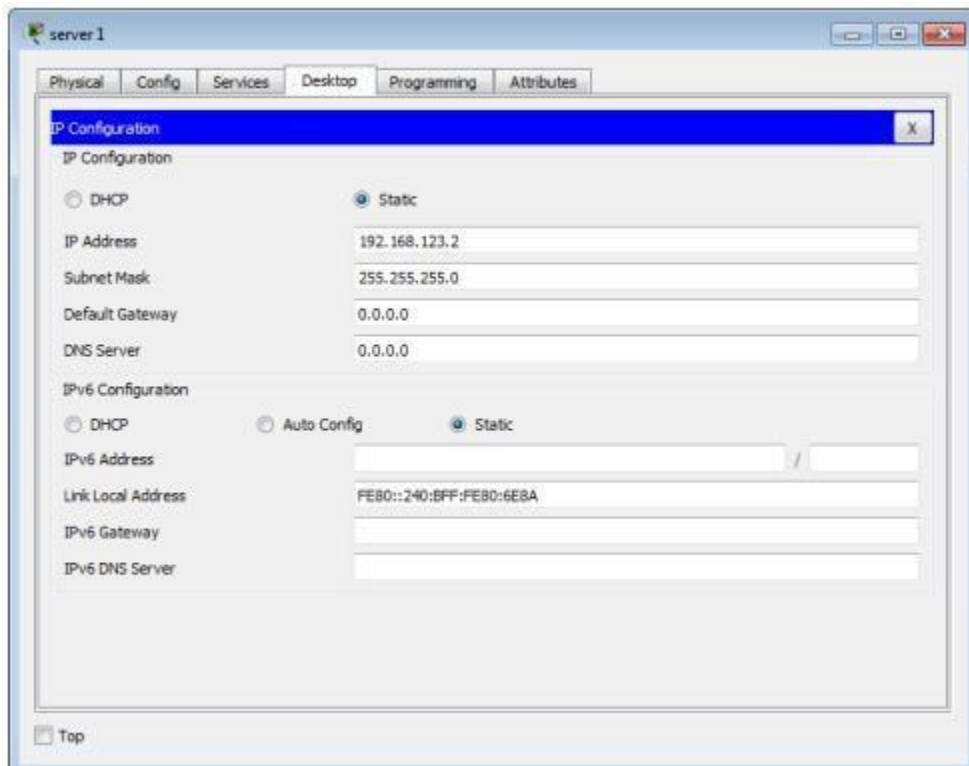 server 1
Physical Config Services Desktop Programming Attributes
IP Configuration X
IP Configuration
DHCP Static
IP Address 192.168.123.2
Subnet Mask 255.255.255.0
Default Gateway 0.0.0.0
DNS Server 0.0.0.0
IPv6 Configuration
DHCP Auto Config Static
IPv6 Address /
Link Local Address FE80::240:BFF:FE80:6E8A
IPv6 Gateway
IPv6 DNS Server
Top